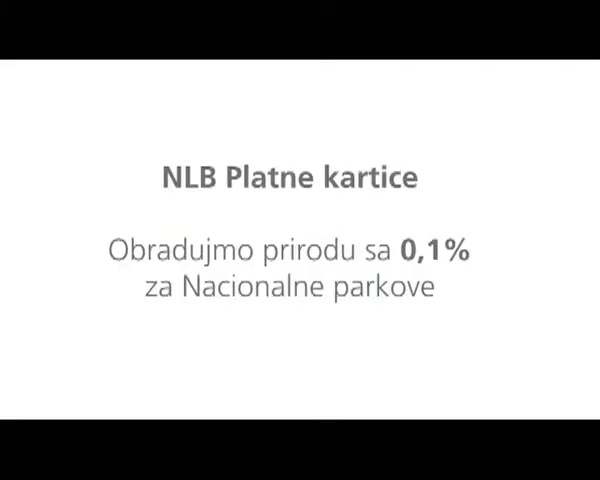 NLB Platne kartice
Obradujmo prirodu sa 0,1%
za Nacionalne parkove